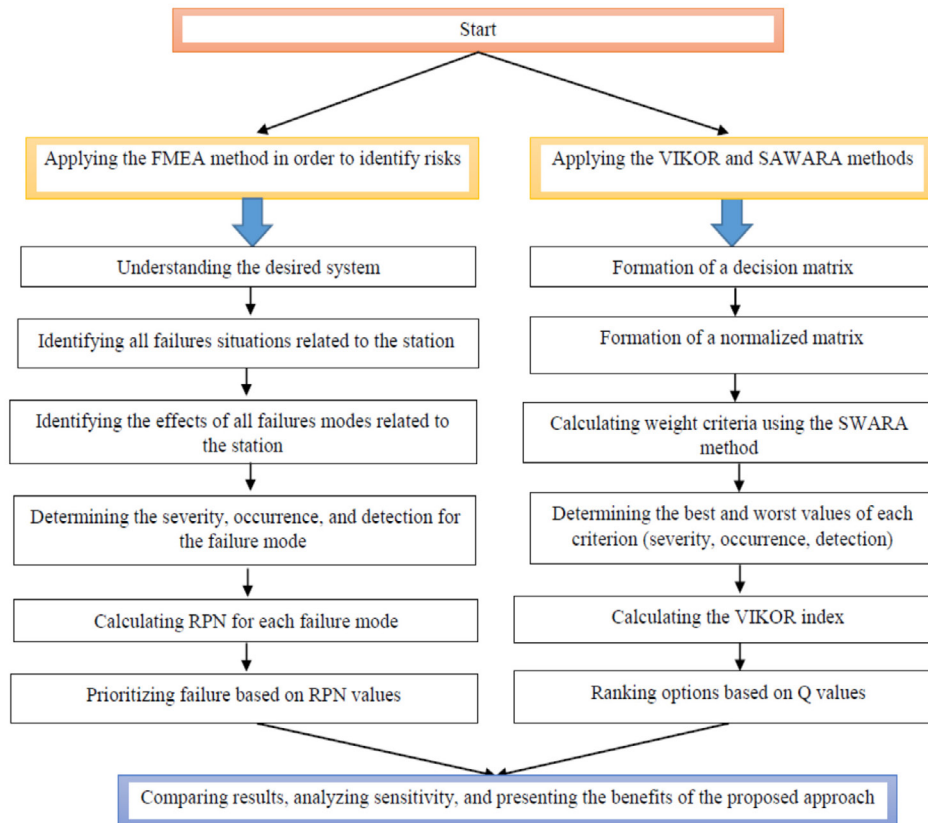 Start
Applying the FMEA method in order to identify risks
Understanding the desired system
Identifying all failures situations related to the station
Identifying the effects of all failures modes related to
the station
Determining the severity, occurrence, and detection for
the failure mode
Calculating RPN for each failure mode
Prioritizing failure based on RPN values
Applying the VIKOR and SAWARA methods
Formation of a decision matrix
Formation of a normalized matrix
Calculating weight criteria using the SWARA
method
Determining the best and worst values of each
criterion (severity, occurrence, detection)
Calculating the VIKOR index
Ranking options based on Q values
Comparing results, analyzing sensitivity, and presenting the benefits of the proposed approach